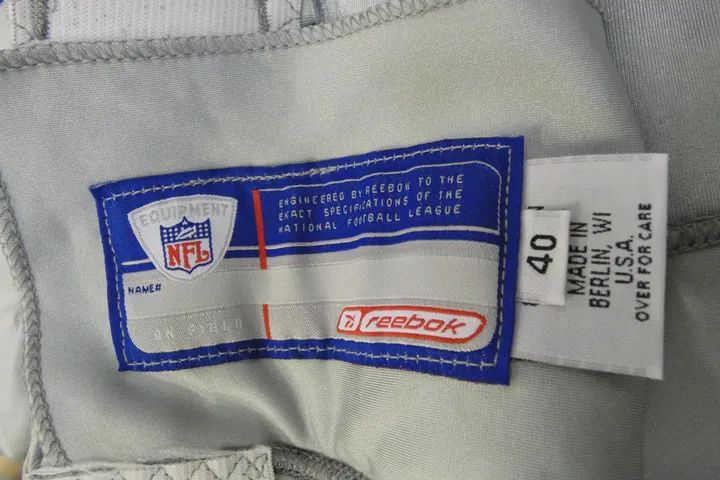 EQUIPMENT
NFL
ENGINEERED BY REEBOK TO THE
EXACT SPECIFICATIONS OF THE
NATIONAL FOOTBALL LEAGUE
NAME#
ON FIELD
reebok
40
MADE IN
BERLIN, WI
U.S.A.
OVER FOR CARE